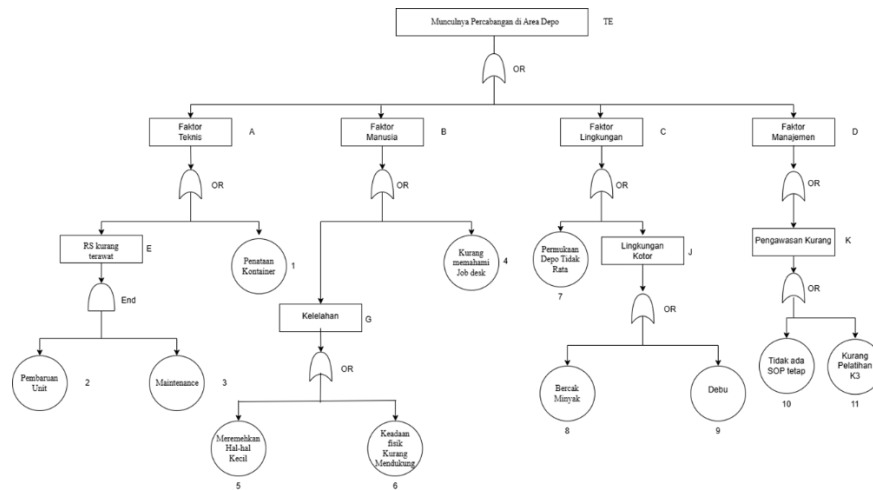 Munculnya Percabangan di Area Depo
TE
OR
Faktor
Teknis
A
Faktor
Manusia
B
Faktor
Lingkungan
C
Faktor
Manajemen
D
OR
OR
OR
OR
RS kurang
terawat
E
Penataan
Kontainer
1
Kurang
memahami
Job desk
4
Permukaan
Depo Tidak
Rata
7
Lingkungan
Kotor
J
Pengawasan Kurang
K
End
Kelelahan
G
OR
OR
OR
Pembaruan
Unit
2
Maintenance
3
Meremehkan
Hal-hal
Kecil
5
Keadaan
fisik
Kurang
Mendukung
6
Bercak
Minyak
8
Debu
9
Tidak ada
SOP tetap
10
Kurang
Pelatihan
K3
11